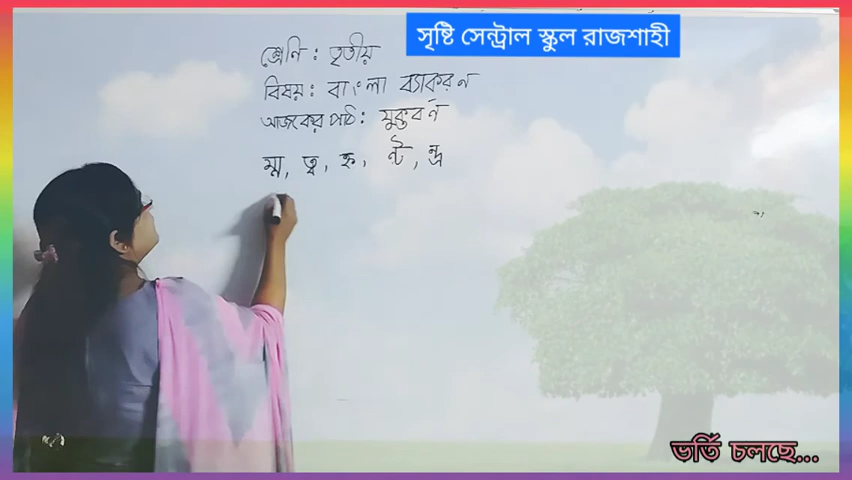 সৃষ্টি সেন্ট্রাল স্কুল রাজশাহী
শ্রেণি : তৃতীয়
বিষয় : বাংলা ব্যাকরণ
আজকের পাঠ : যুক্তবর্ণ
ম্ম, ত্ব, হ্ন, ণ্ট, ন্ত্র
ভর্তি চলছে...